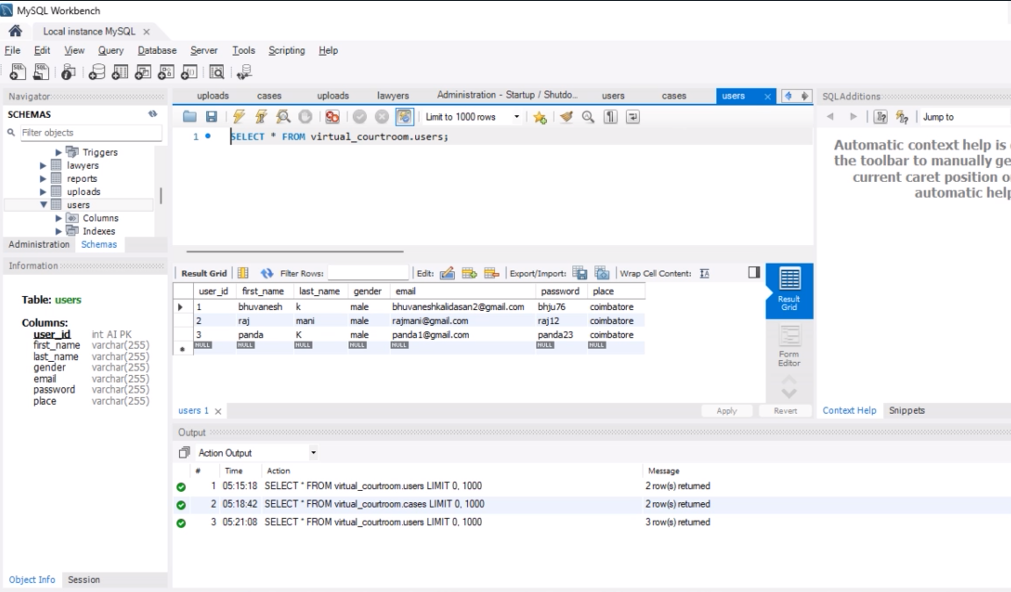 MySQL Workbench
Local instance MySQL
File Edit View Query Database Server Tools Scripting Help
Navigator
SCHEMAS
Filter objects
Triggers
lawyers
reports
uploads
users
Columns
Indexes
Administration Schemas
Information
Table: users
Columns:
user_id int AI PK
first_name varchar(255)
last_name varchar(255)
gender varchar(255)
email varchar(255)
password varchar(255)
place varchar(255)
Object Info Session
uploads cases uploads lawyers Administration - Startup / Shutdo... users cases users
Limit to 1000 rows
1 SELECT * FROM virtual_courtroom.users;
Result Grid Filter Rows: Edit: Export/Import: Wrap Cell Content:
user_id first_name last_name gender email password place
1 bhuvanesh k male bhuvaneshkalidasan2@gmail.com bhju76 coimbatore
2 raj mani male rajmani@gmail.com raj12 coimbatore
3 panda K male panda1@gmail.com panda23 coimbatore
NULL NULL NULL NULL NULL NULL NULL
Result
Grid
Form
Editor
users 1 Apply Revert
Output
Action Output
# Time Action Message
1 05:15:18 SELECT * FROM virtual_courtroom.users LIMIT 0, 1000 2 row(s) returned
2 05:18:42 SELECT * FROM virtual_courtroom.cases LIMIT 0, 1000 2 row(s) returned
3 05:21:08 SELECT * FROM virtual_courtroom.users LIMIT 0, 1000 3 row(s) returned
SQLAdditions
Jump to
Automatic context help is
the toolbar to manually ge
current caret position o
automatic help
Context Help Snippets